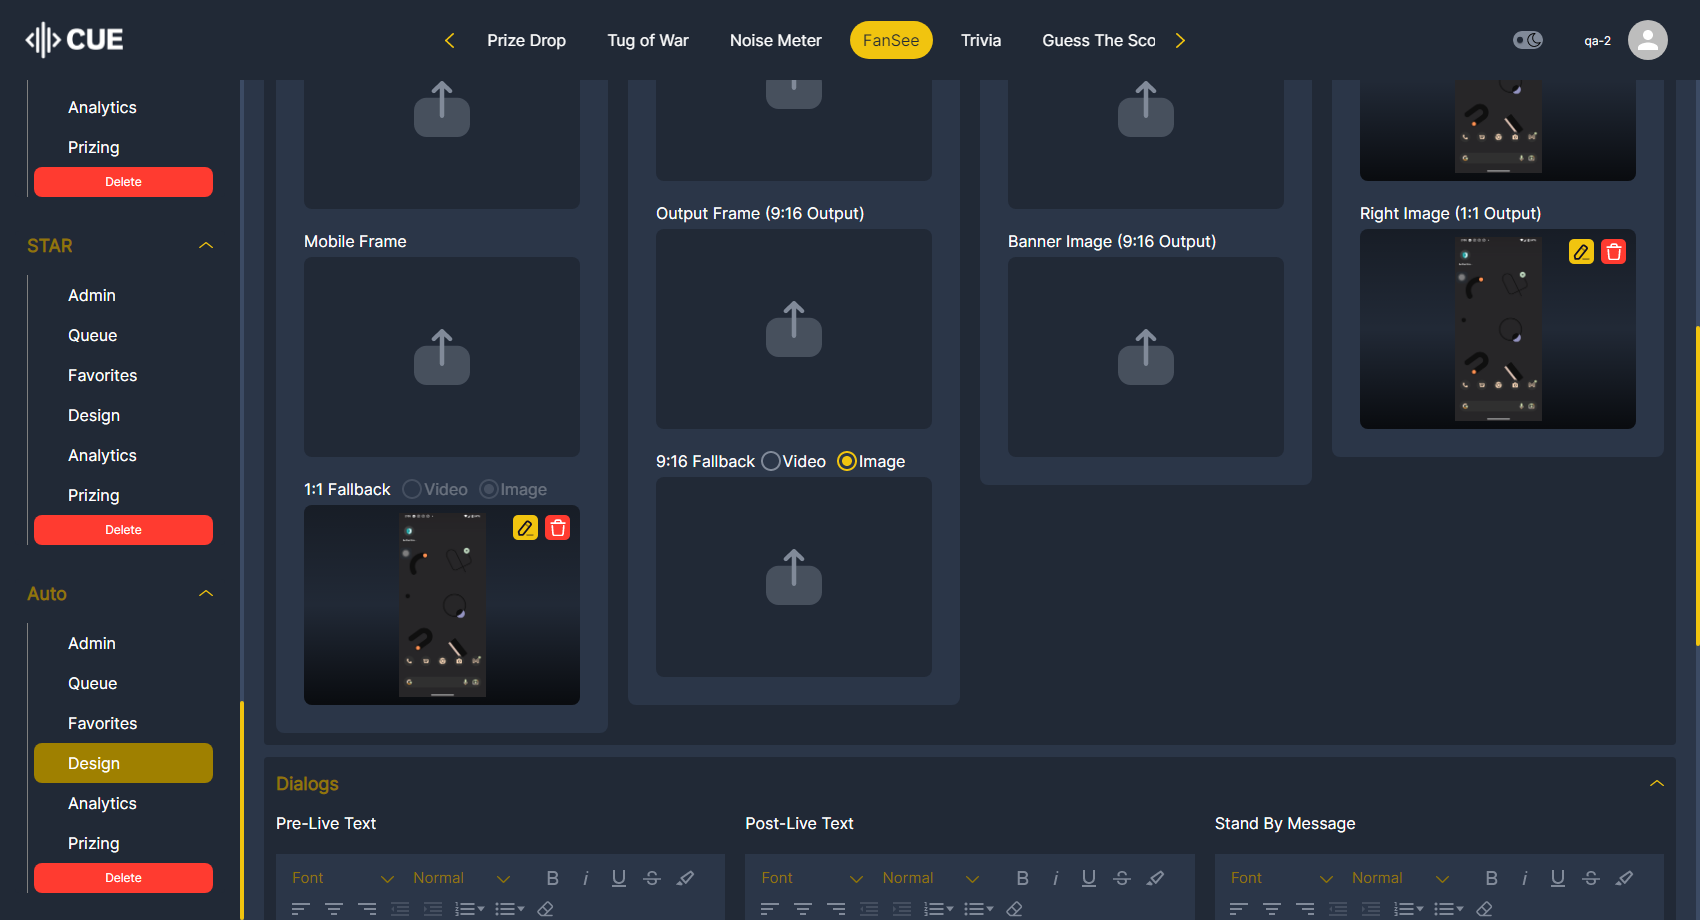 CUE
Prize Drop
Tug of War
Noise Meter
FanSee
Trivia
Guess The Sco
qa-2
Analytics
Prizing
Delete
STAR
Admin
Queue
Favorites
Design
Analytics
Prizing
Delete
Auto
Admin
Queue
Favorites
Design
Analytics
Prizing
Delete
Mobile Frame
1:1 Fallback Video Image
Output Frame (9:16 Output)
9:16 Fallback Video Image
Banner Image (9:16 Output)
Right Image (1:1 Output)
Dialogs
Pre-Live Text
Font Normal B i U S
Post-Live Text
Font Normal B i U S
Stand By Message
Font Normal B i U S